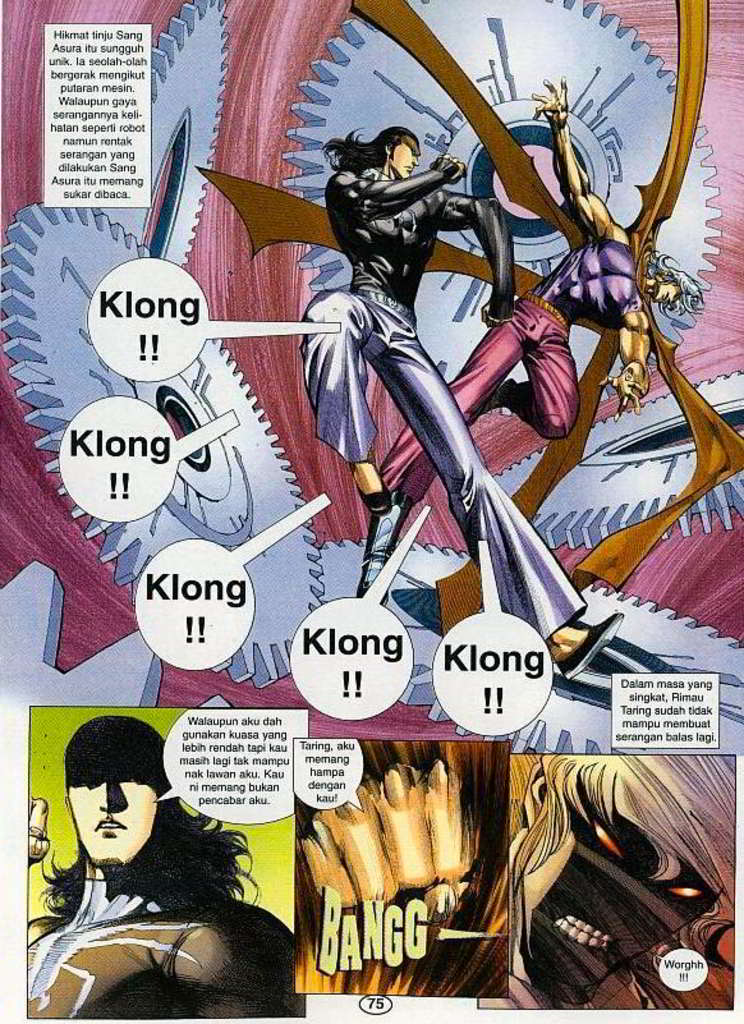 Hikmat tinju Sang
Asura itu sungguh
unik. Ia seolah-olah
bergerak mengikut
putaran mesin.
Walaupun gaya
serangannya keli-
hatan seperti robot
namun rentak
serangan yang
dilakukan Sang
Asura itu memang
sukar dibaca.
Klong
!!
Klong
!!
Klong
!!
Klong
!!
Klong
!!
Dalam masa yang
singkat, Rimau
Taring sudah tidak
mampu membuat
serangan balas lagi.
Walaupun aku dah
gunakan kuasa yang
lebih rendah tapi kau
masih lagi tak mampu
nak lawan aku. Kau
ni memang bukan
pencabar aku.
Taring, aku
memang
hampa
dengan
kau!
BANGG
Worghh
!!!
75